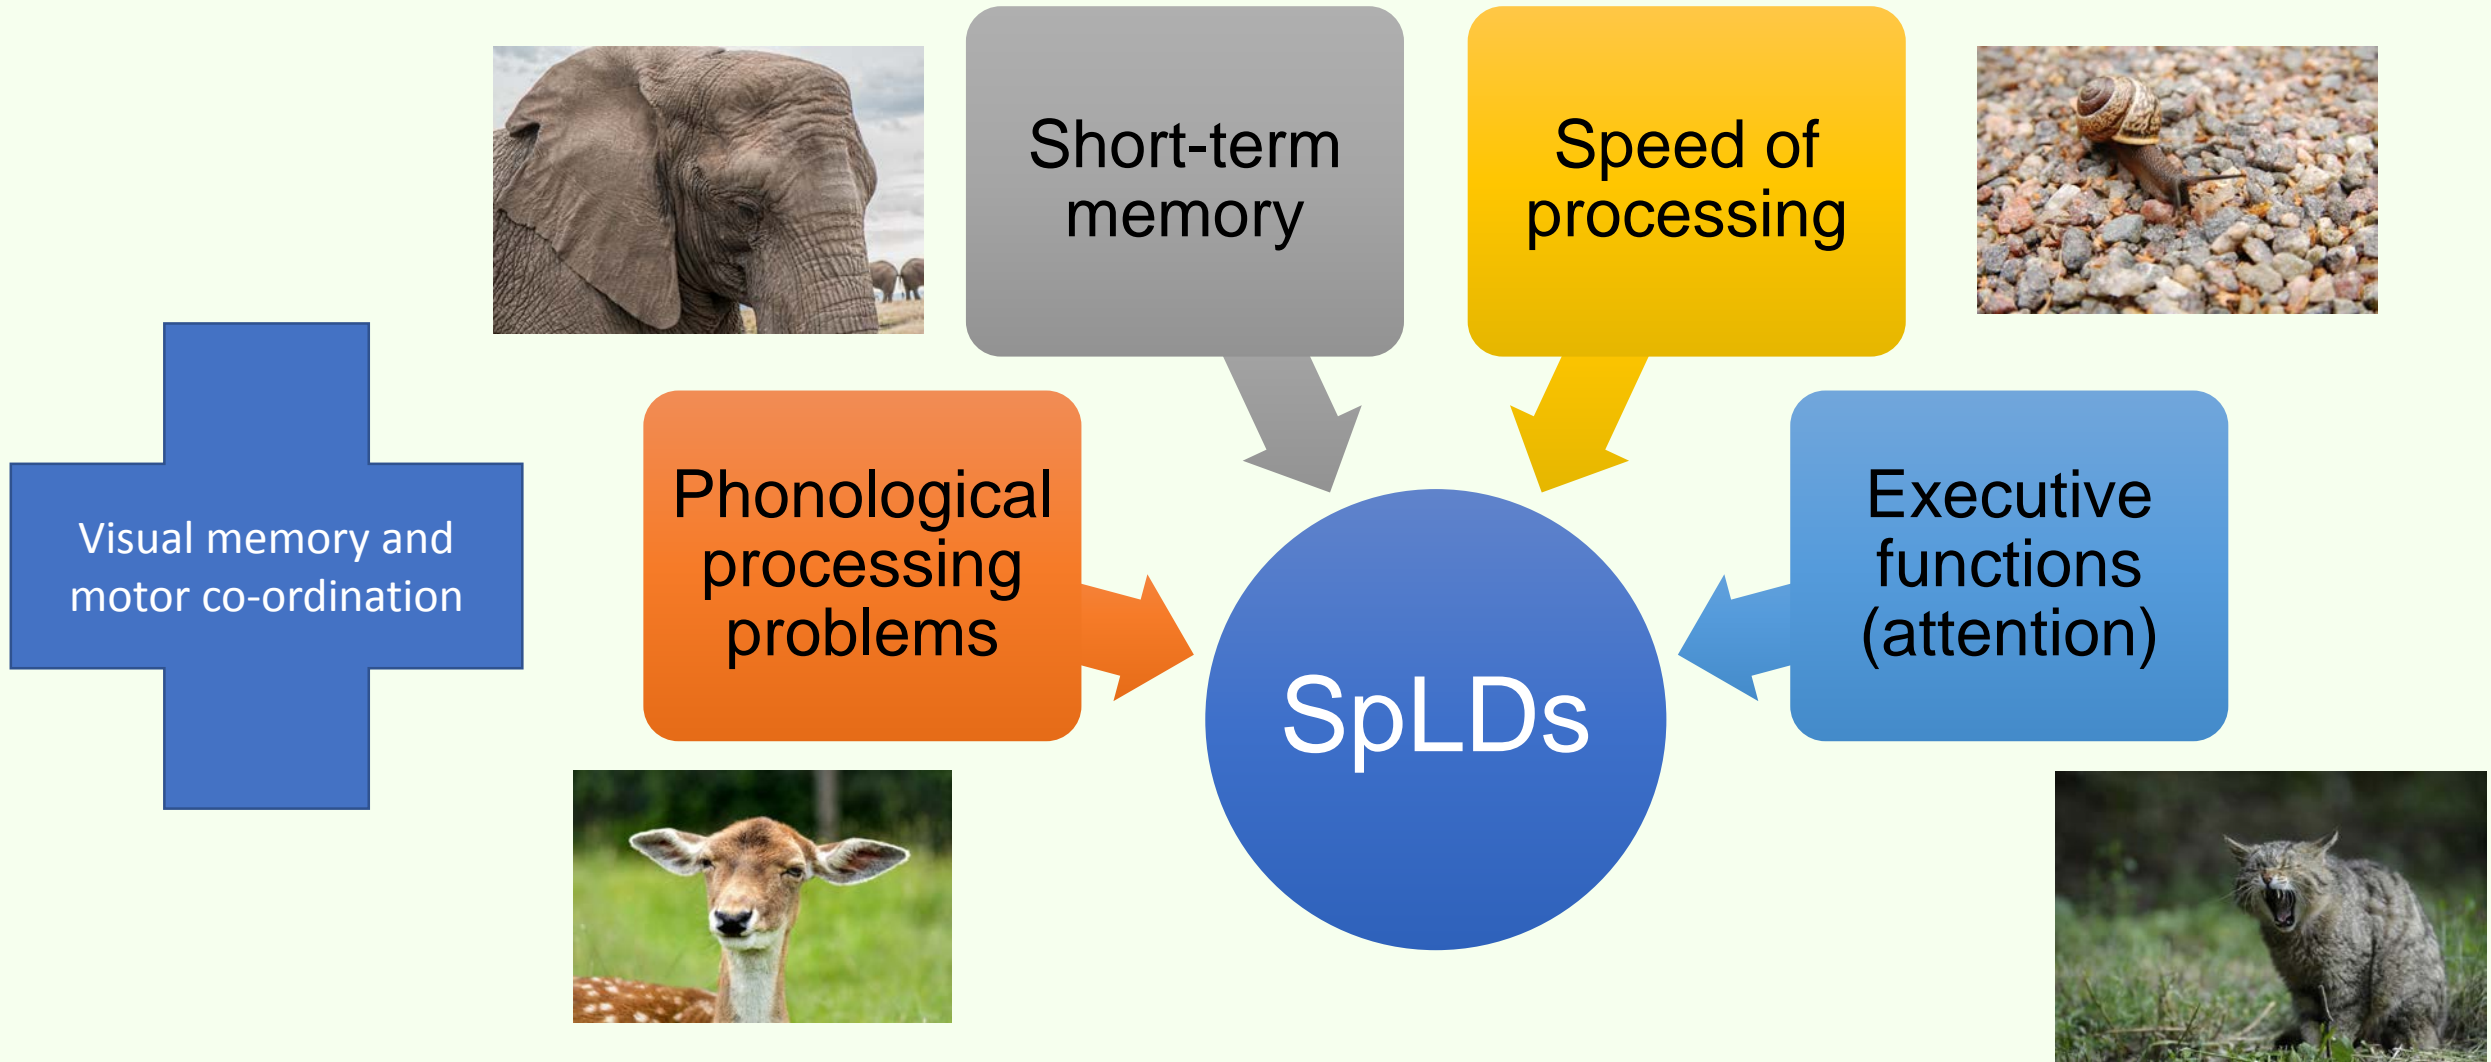 Short-term
memory
Speed of
processing
Visual memory and
motor co-ordination
Phonological
processing
problems
Executive
functions
(attention)
SpLDs